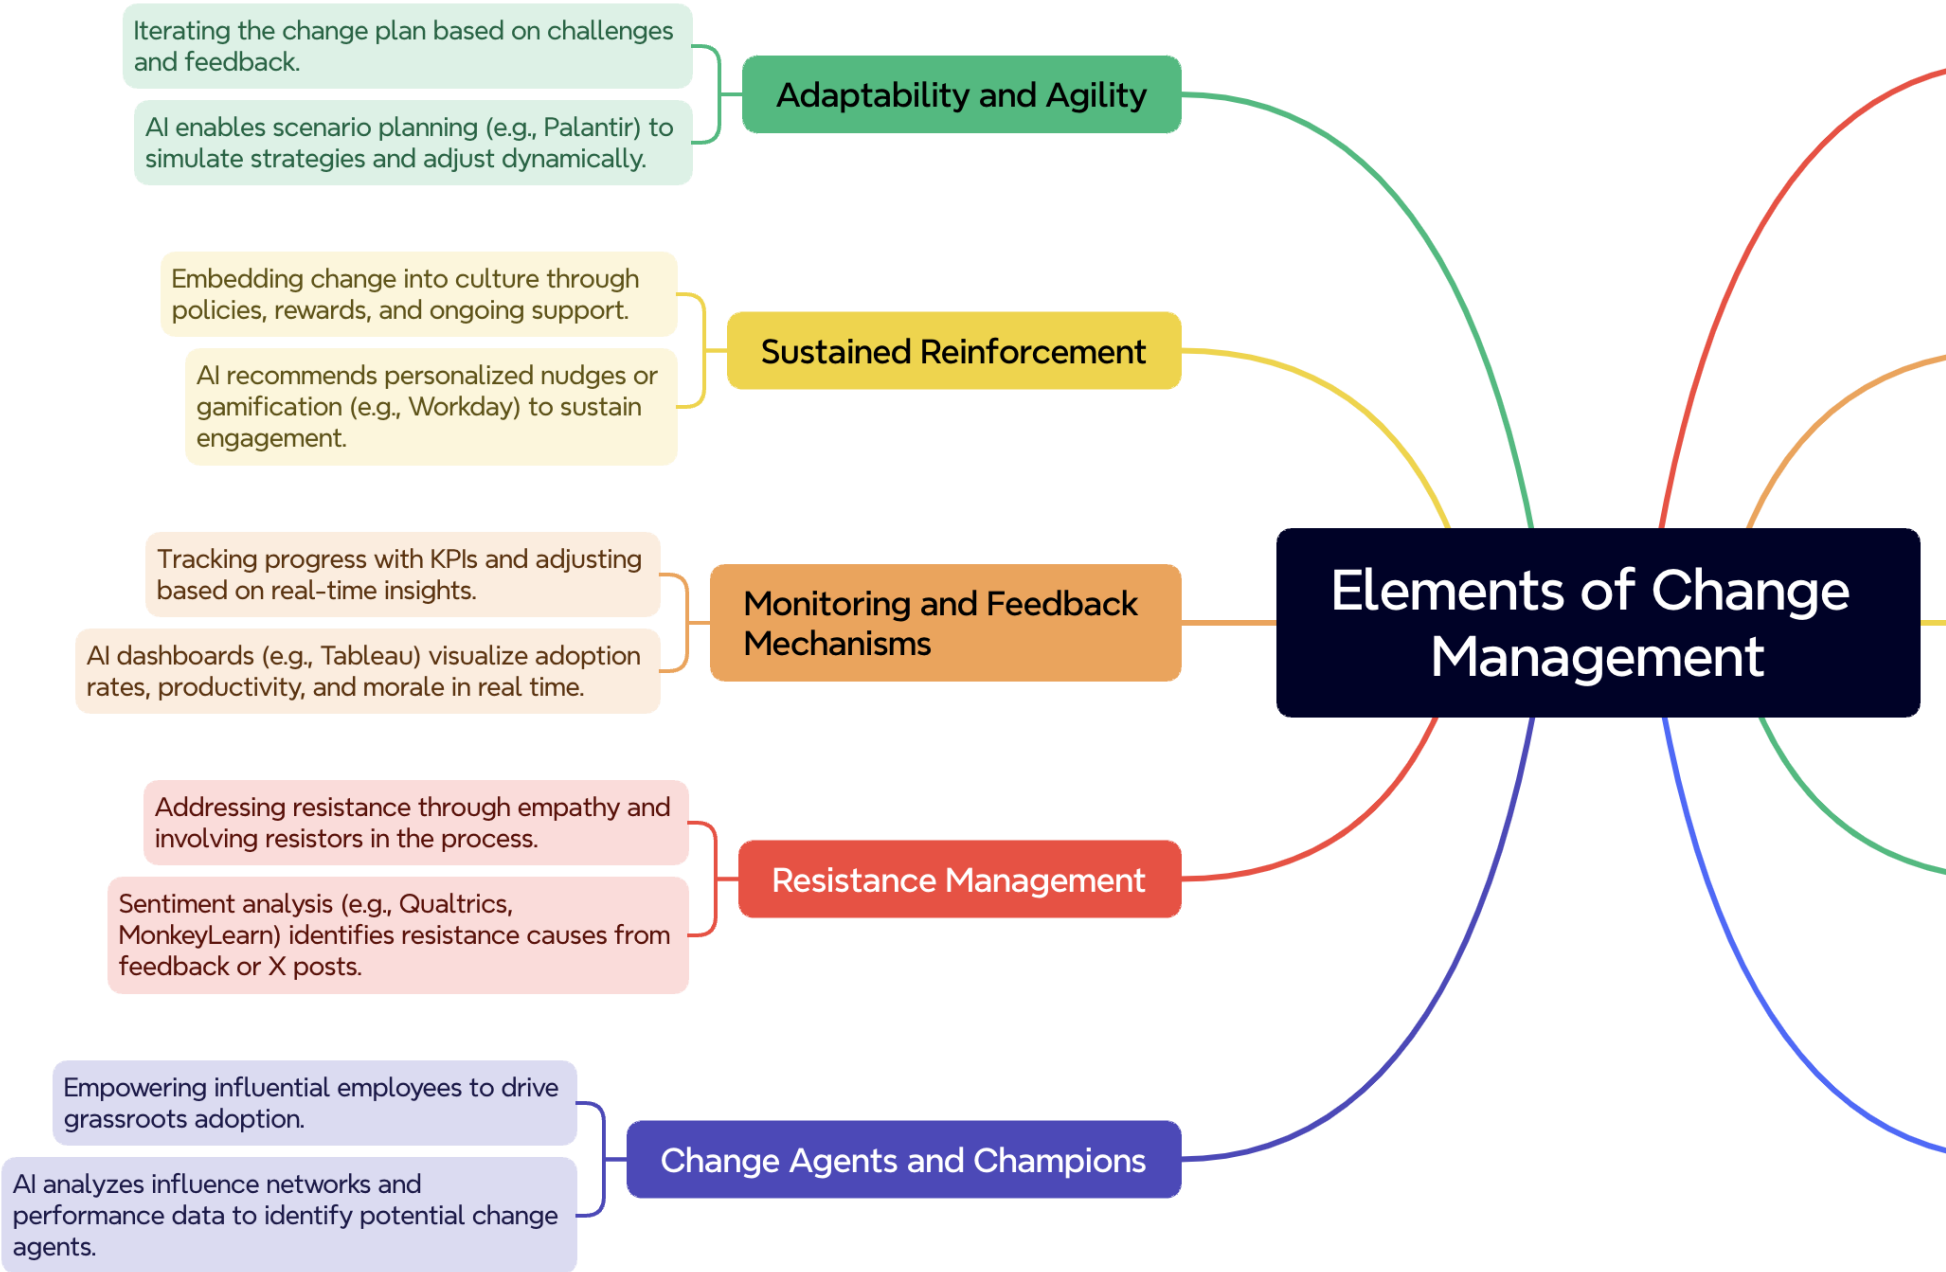 Iterating the change plan based on challenges
and feedback.
AI enables scenario planning (e.g., Palantir) to
simulate strategies and adjust dynamically.
Adaptability and Agility
Embedding change into culture through
policies, rewards, and ongoing support.
AI recommends personalized nudges or
gamification (e.g., Workday) to sustain
engagement.
Sustained Reinforcement
Tracking progress with KPIs and adjusting
based on real-time insights.
AI dashboards (e.g., Tableau) visualize adoption
rates, productivity, and morale in real time.
Monitoring and Feedback
Mechanisms
Elements of Change
Management
Addressing resistance through empathy and
involving resistors in the process.
Sentiment analysis (e.g., Qualtrics,
MonkeyLearn) identifies resistance causes from
feedback or X posts.
Resistance Management
Empowering influential employees to drive
grassroots adoption.
AI analyzes influence networks and
performance data to identify potential change
agents.
Change Agents and Champions